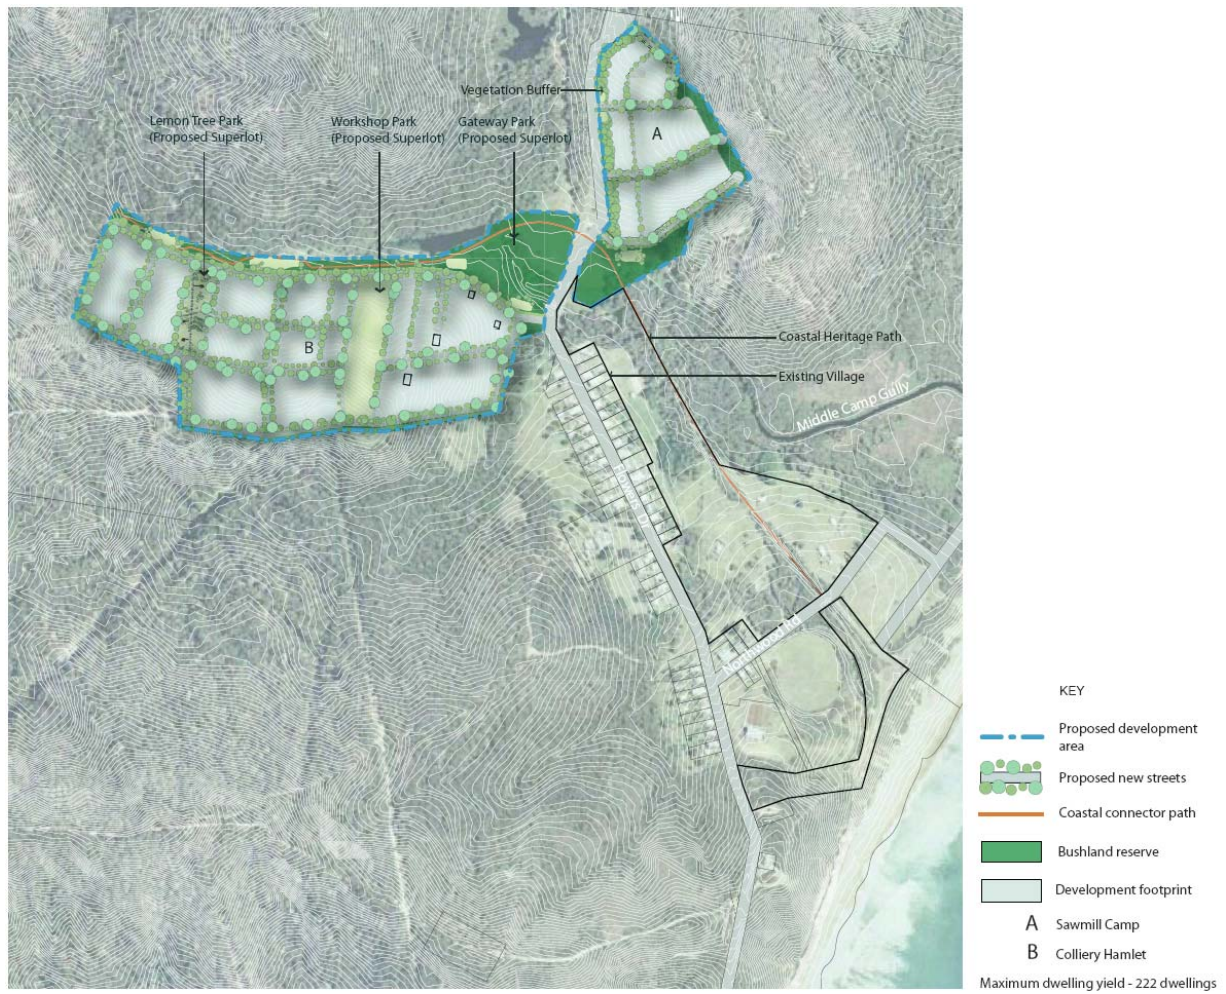 Vegetation Buffer
Lemon Tree Park
(Proposed Superlot)
Workshop Park
(Proposed Superlot)
Gateway Park
(Proposed Superlot)
A
B
Coastal Heritage Path
Existing Village
Middle Camp Gully
Northwood Rd
KEY
Proposed development
area
Proposed new streets
Coastal connector path
Bushland reserve
Development footprint
A Sawmill Camp
B Colliery Hamlet
Maximum dwelling yield - 222 dwellings